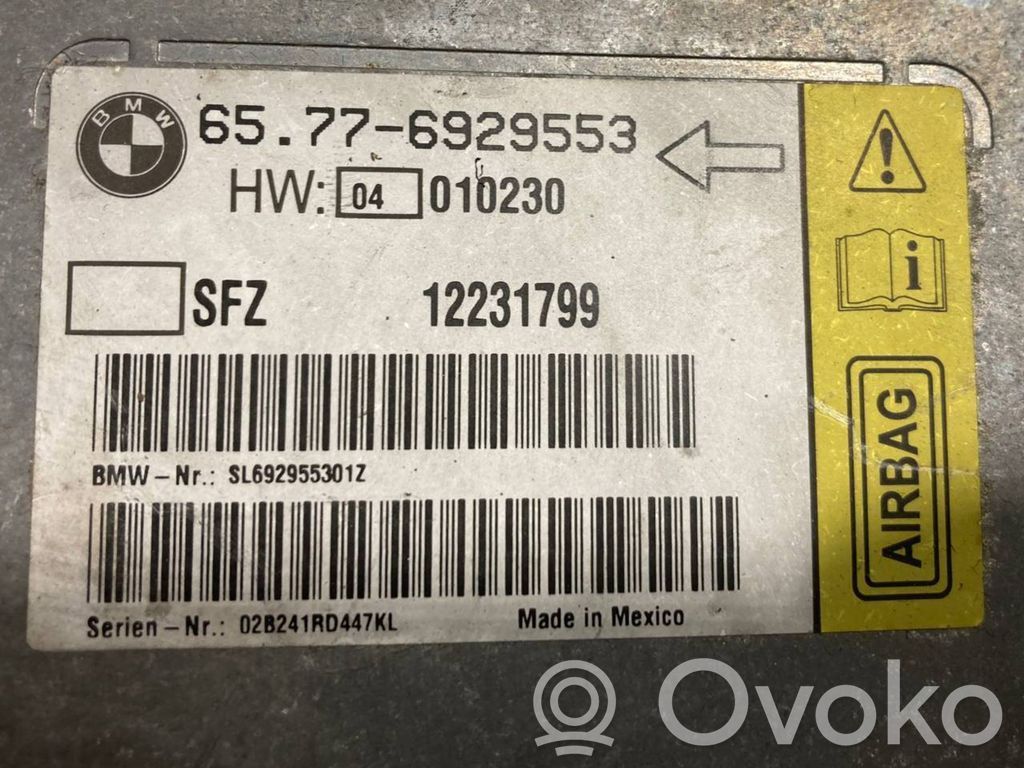 BMW
65.77-6929553
HW: 04 010230
SFZ 12231799
BMW-Nr.: SL692955301Z
Serien-Nr.: 02B241RD447KL Made in Mexico
i
AIRBAG
Ovoko